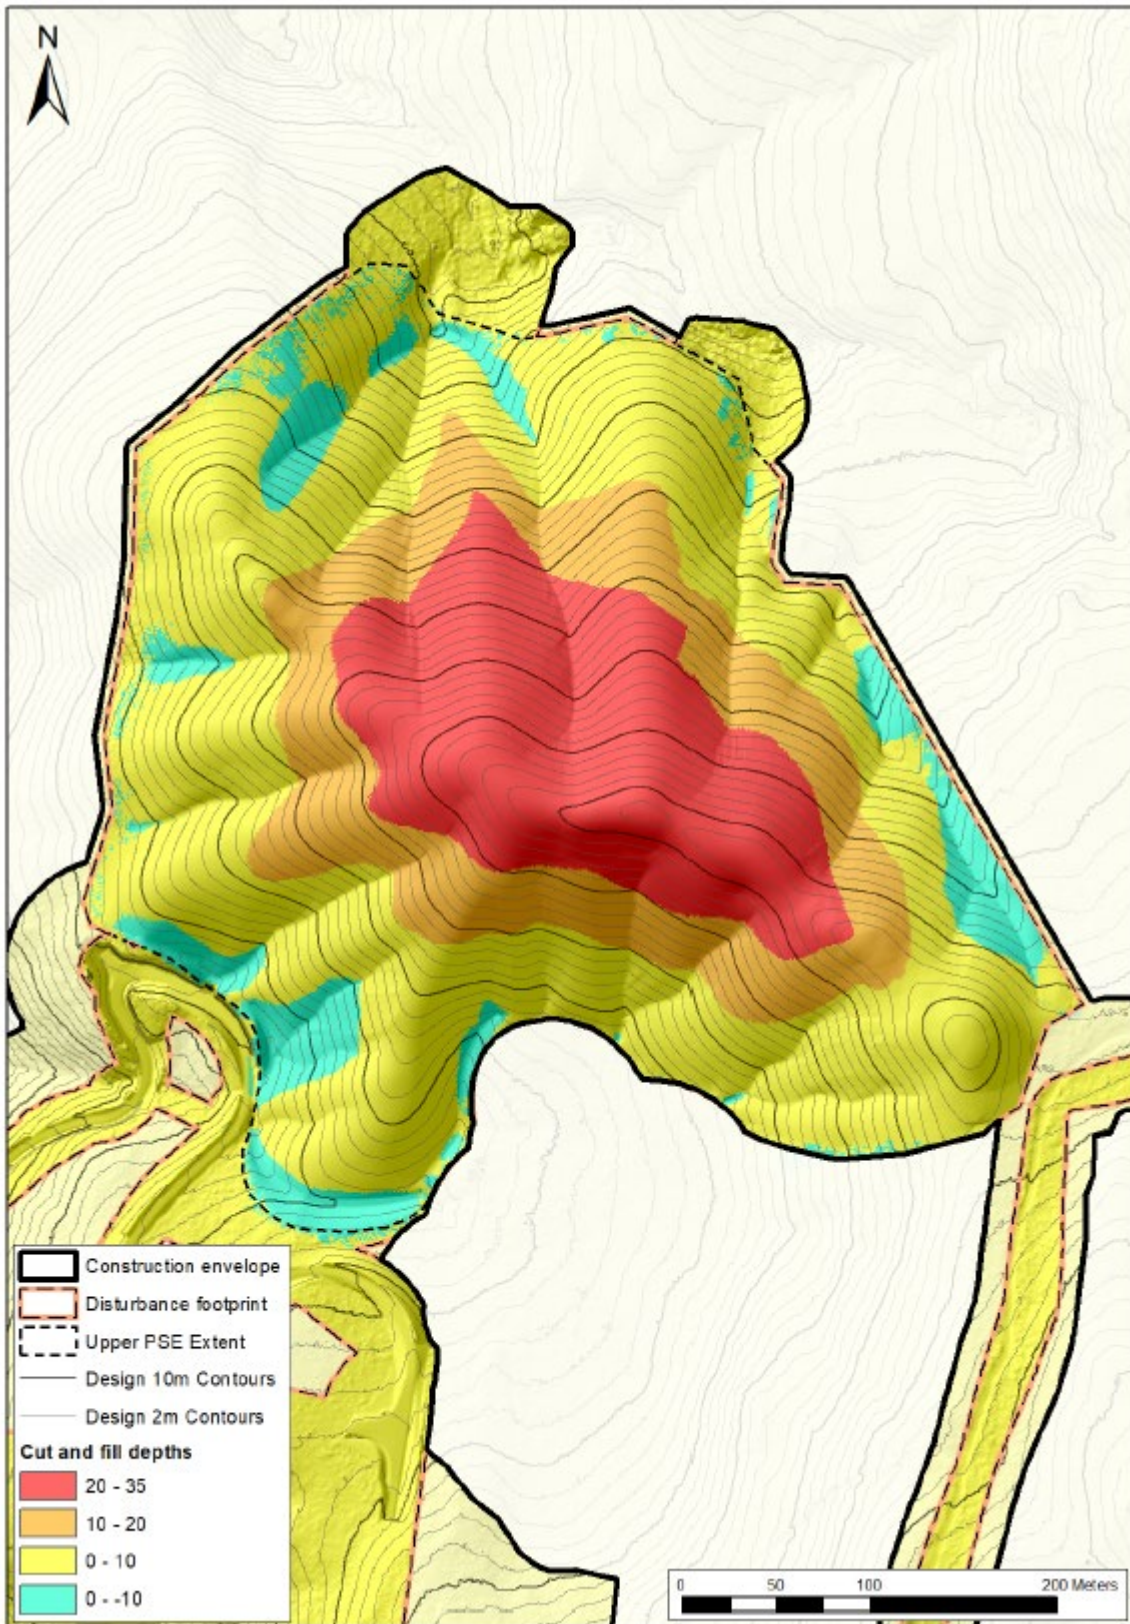 N
Construction envelope
Disturbance footprint
Upper PSE Extent
Design 10m Contours
Design 2m Contours
Cut and fill depths
20 - 35
10 - 20
0 - 10
0 - -10
0 50 100 200 Meters